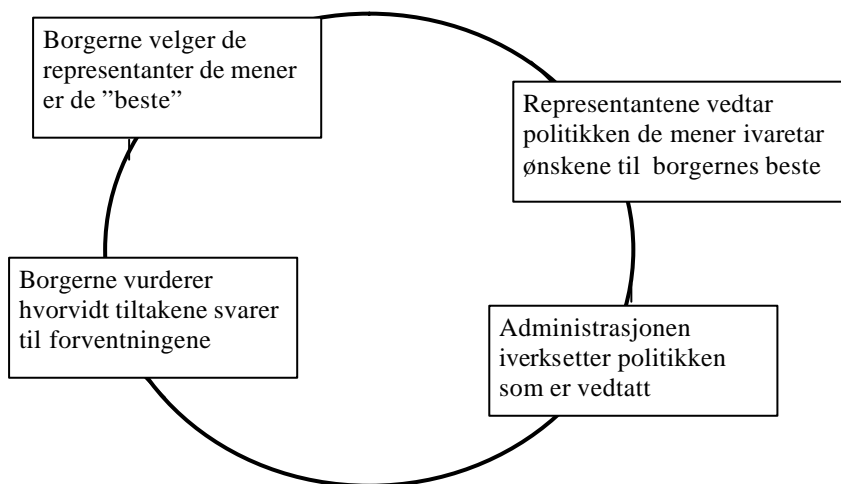 Borgerne velger de
representanter de mener
er de ”beste”
Representantene vedtar
politikken de mener ivaretar
ønskene til  borgernes beste
Administrasjonen
iverksetter politikken
som er vedtatt
Borgerne vurderer
hvorvidt tiltakene svarer
til forventningene